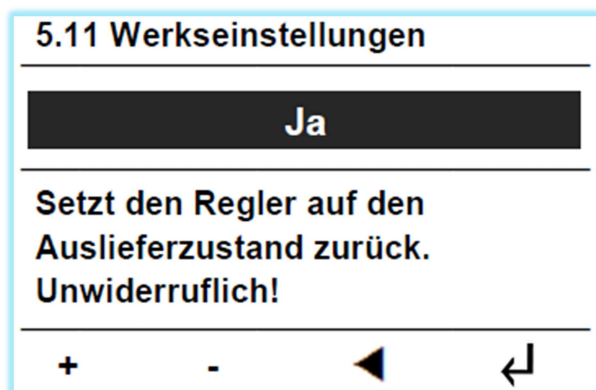 5.11 Werkseinstellungen
Ja
Setzt den Regler auf den
Auslieferzustand zurück.
Unwiderruflich!
+ - ◀ ↵